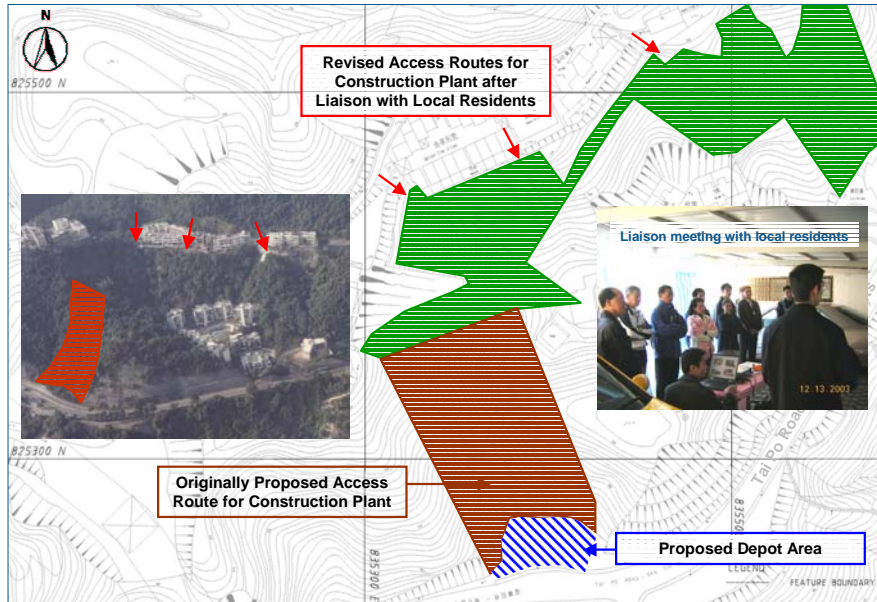 N
825500 N
Revised Access Routes for
Construction Plant after
Liaison with Local Residents
Liaison meeting with local residents
12.13.2003
Tai Po Road
825300 N
Originally Proposed Access
Route for Construction Plant
Proposed Depot Area
835300 E
LEGEND
FEATURE BOUNDARY